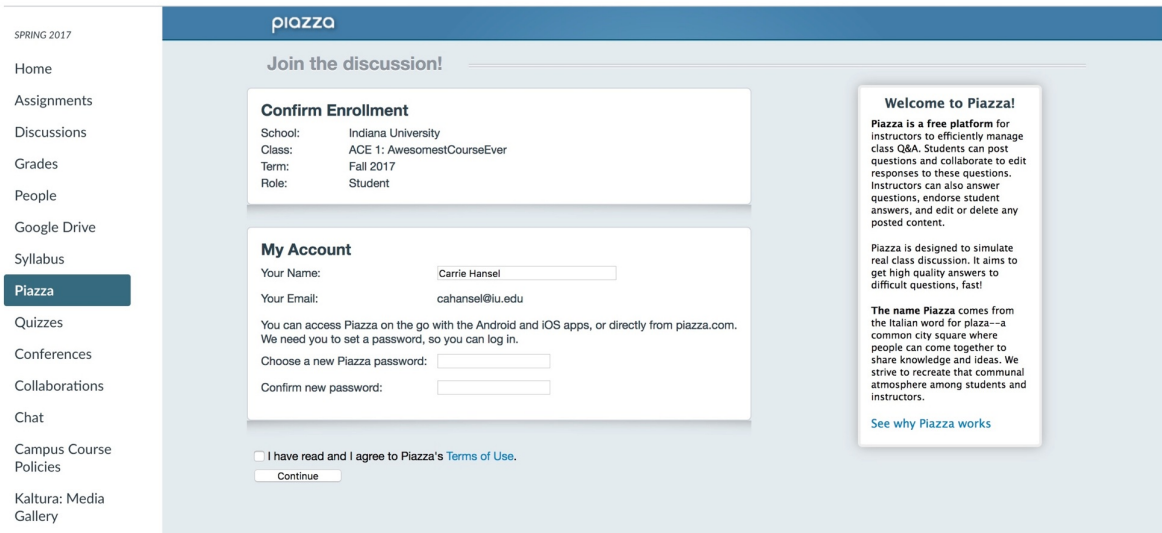 SPRING 2017
Home
Assignments
Discussions
Grades
People
Google Drive
Syllabus
Piazza
Quizzes
Conferences
Collaborations
Chat
Campus Course
Policies
Kaltura: Media
Gallery
piazza
Join the discussion!
Confirm Enrollment
School: Indiana University
Class: ACE 1: AwesomestCourseEver
Term: Fall 2017
Role: Student
My Account
Your Name: Carrie Hansel
Your Email: cahansel@iu.edu
You can access Piazza on the go with the Android and iOS apps, or directly from piazza.com.
We need you to set a password, so you can log in.
Choose a new Piazza password:
Confirm new password:
I have read and I agree to Piazza's Terms of Use.
Continue
Welcome to Piazza!
Piazza is a free platform for
instructors to efficiently manage
class Q&A. Students can post
questions and collaborate to edit
responses to these questions.
Instructors can also answer
questions, endorse student
answers, and edit or delete any
posted content.
Piazza is designed to simulate
real class discussion. It aims to
get high quality answers to
difficult questions, fast!
The name Piazza comes from
the Italian word for plaza--a
common city square where
people can come together to
share knowledge and ideas. We
strive to recreate that communal
atmosphere among students and
instructors.
See why Piazza works